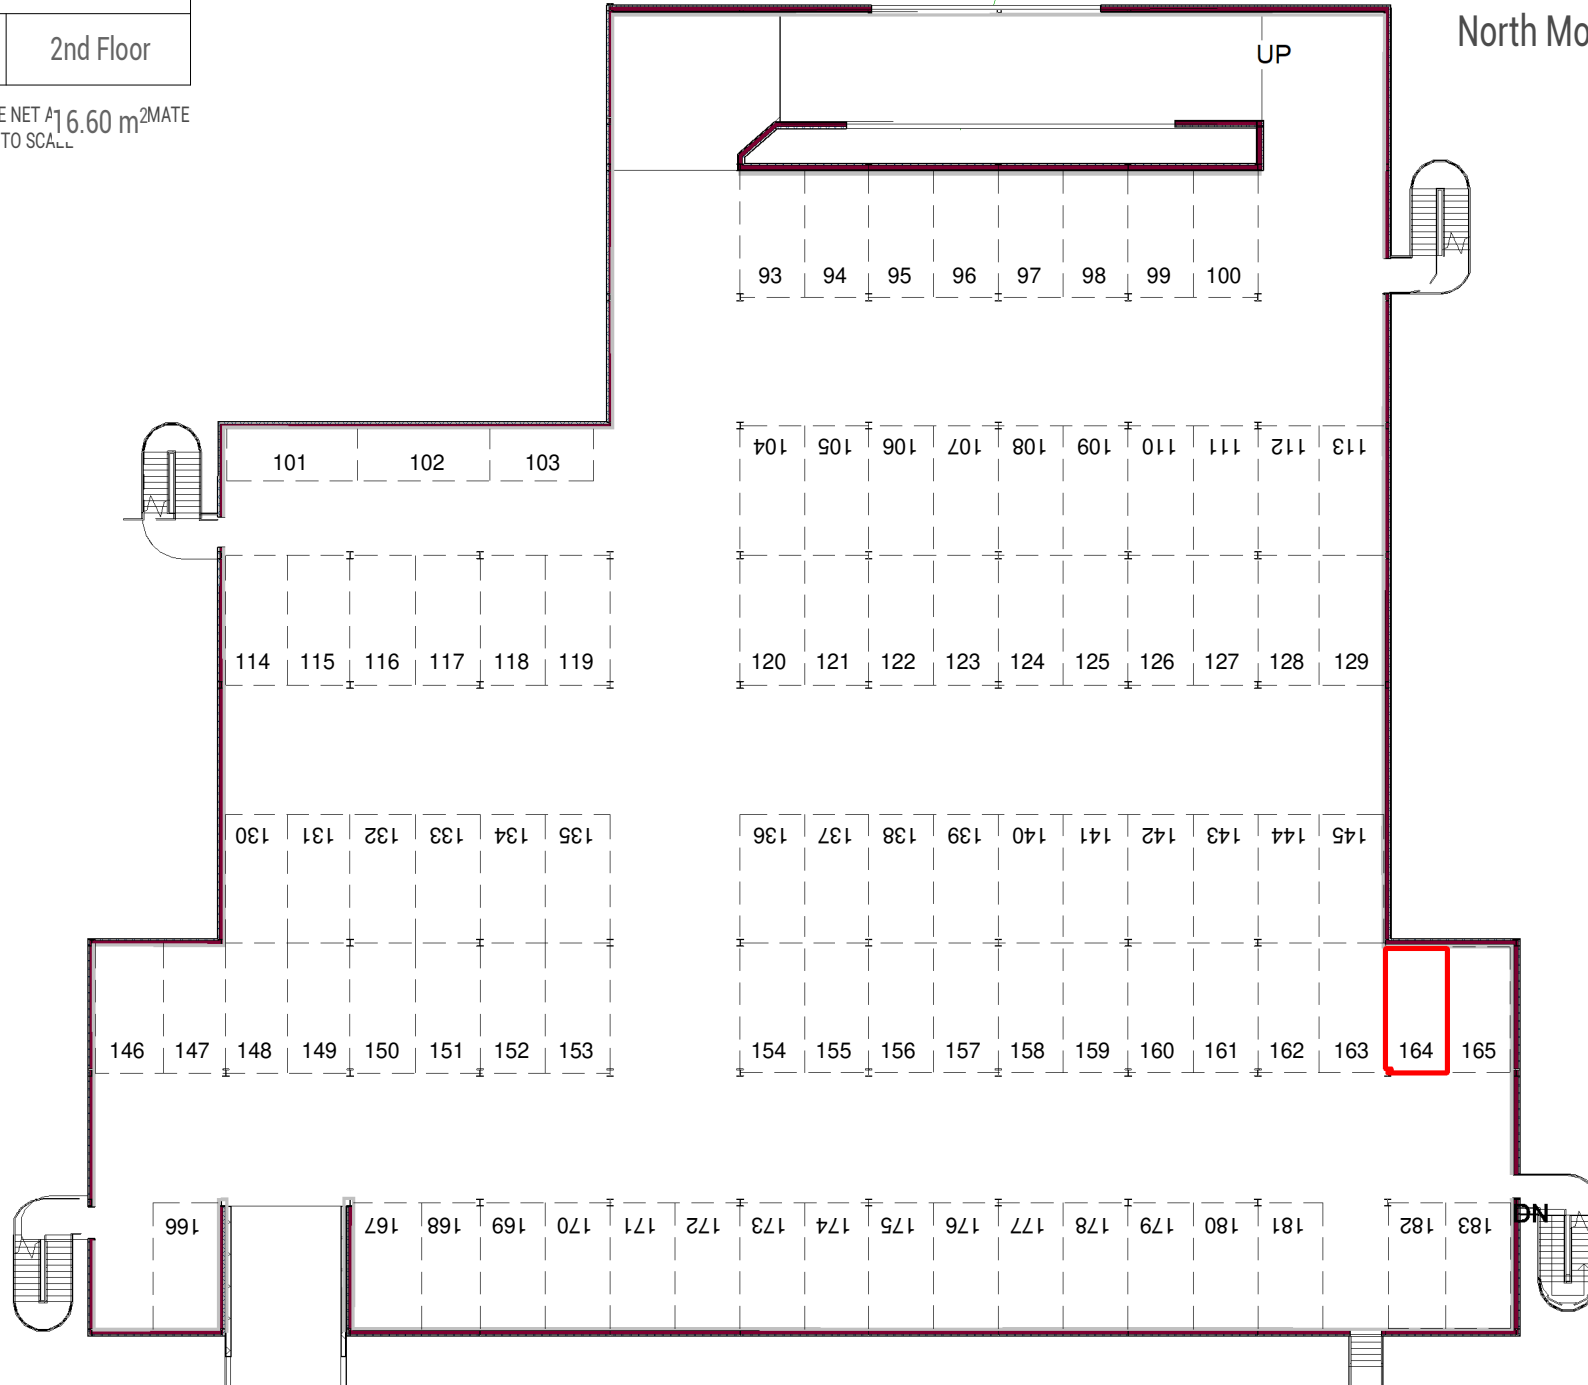 2nd Floor
North Mo
UP
E NET A
16.60 m²
MATE
TO SCAL
93 94 95 96 97 98 99 100
101 102 103
104 105 106 107 108 109 110 111 112 113
114 115 116 117 118 119 120 121 122 123 124 125 126 127 128 129
130 131 132 133 134 135 136 137 138 139 140 141 142 143 144 145
146 147 148 149 150 151 152 153 154 155 156 157 158 159 160 161 162 163 164 165
166 167 168 169 170 171 172 173 174 175 176 177 178 179 180 181 182 183
DN